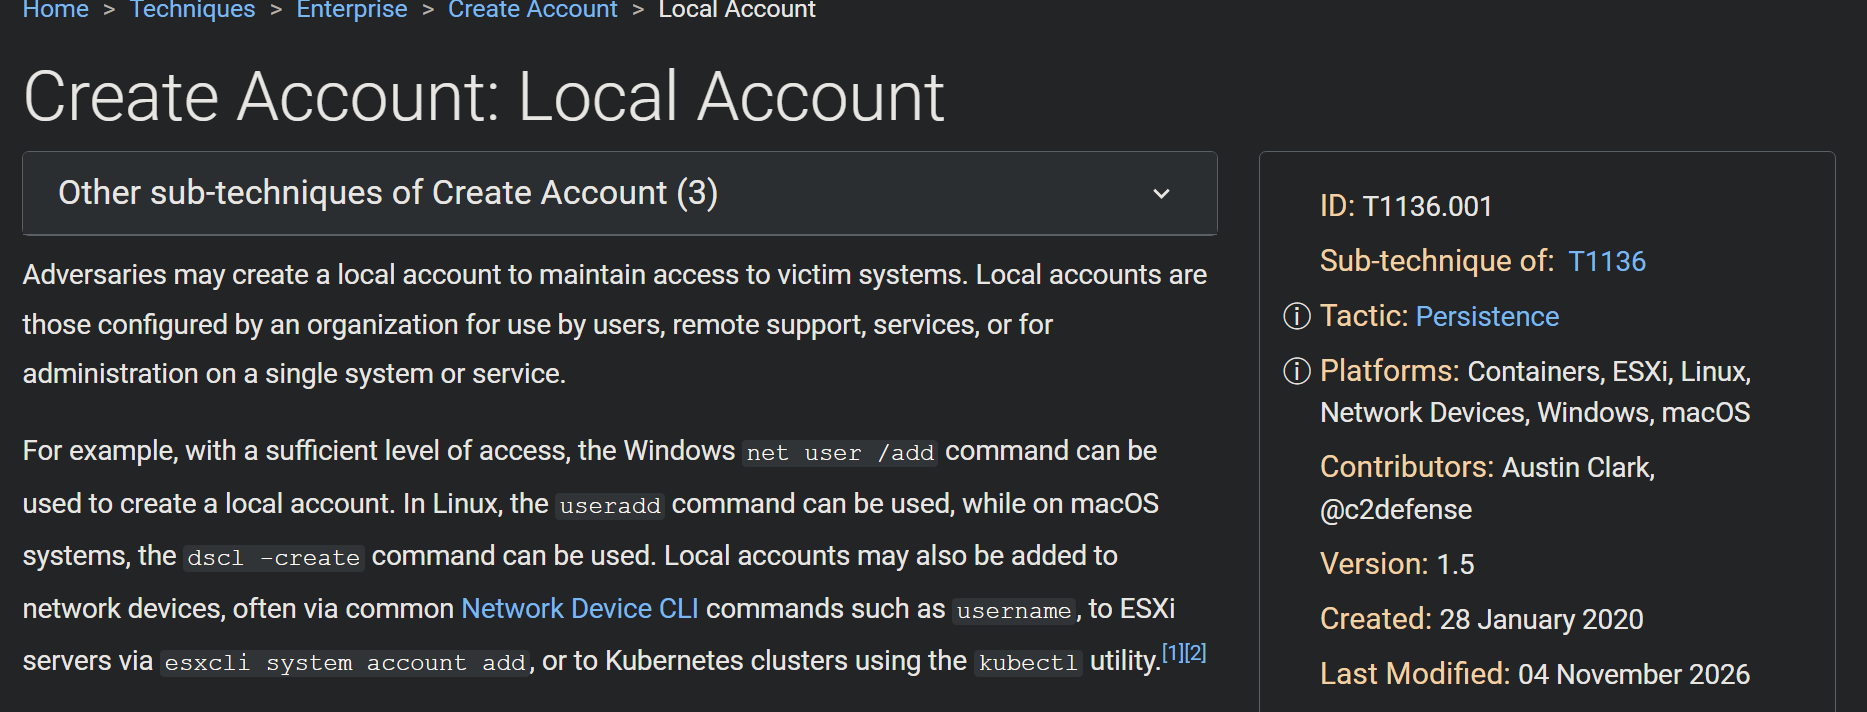 Home > Techniques > Enterprise > Create Account > Local Account
Create Account: Local Account
Other sub-techniques of Create Account (3)
Adversaries may create a local account to maintain access to victim systems. Local accounts are
those configured by an organization for use by users, remote support, services, or for
administration on a single system or service.
For example, with a sufficient level of access, the Windows net user /add command can be
used to create a local account. In Linux, the useradd command can be used, while on macOS
systems, the dscl -create command can be used. Local accounts may also be added to
network devices, often via common Network Device CLI commands such as username, to ESXi
servers via esxcli system account add, or to Kubernetes clusters using the kubectl utility.[1][2]
ID: T1136.001
Sub-technique of: T1136
Tactic: Persistence
Platforms: Containers, ESXi, Linux,
Network Devices, Windows, macOS
Contributors: Austin Clark,
@c2defense
Version: 1.5
Created: 28 January 2020
Last Modified: 04 November 2026